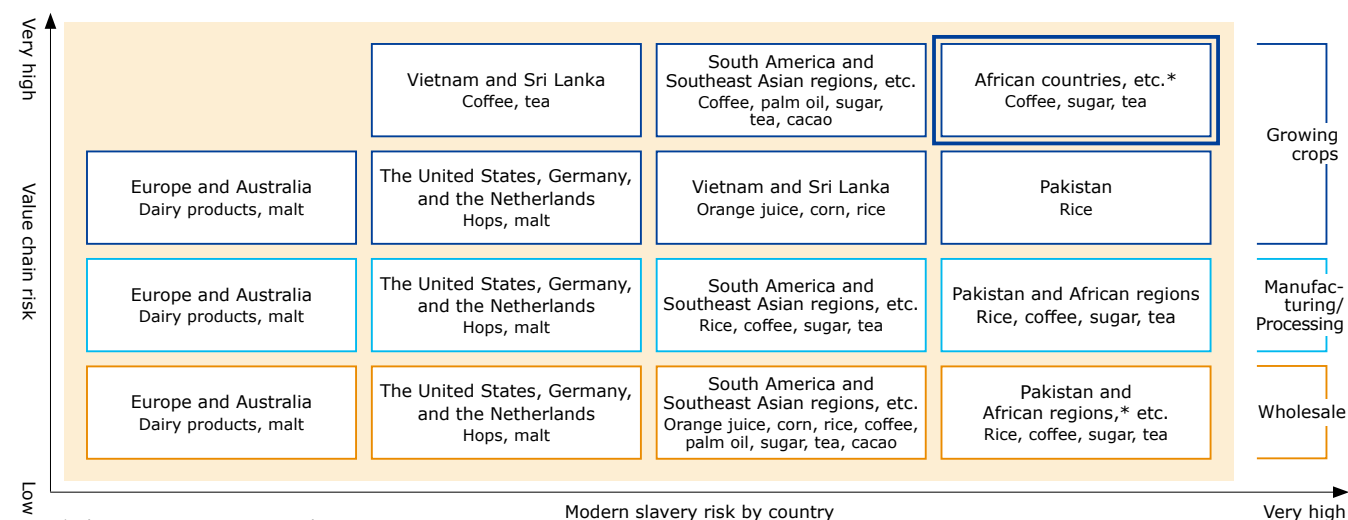 Very high
Value chain risk
Low
Vietnam and Sri Lanka
Coffee, tea
South America and
Southeast Asian regions, etc.
Coffee, palm oil, sugar,
tea, cacao
African countries, etc.*
Coffee, sugar, tea
Growing
crops
Europe and Australia
Dairy products, malt
The United States, Germany,
and the Netherlands
Hops, malt
Vietnam and Sri Lanka
Orange juice, corn, rice
Pakistan
Rice
Europe and Australia
Dairy products, malt
The United States, Germany,
and the Netherlands
Hops, malt
South America and
Southeast Asian regions, etc.
Rice, coffee, sugar, tea
Pakistan and African regions
Rice, coffee, sugar, tea
Manufac-
turing/
Processing
Europe and Australia
Dairy products, malt
The United States, Germany,
and the Netherlands
Hops, malt
South America and
Southeast Asian regions, etc.
Orange juice, corn, rice, coffee,
palm oil, sugar, tea, cacao
Pakistan and
African regions,* etc.
Rice, coffee, sugar, tea
Wholesale
Modern slavery risk by country
Very high